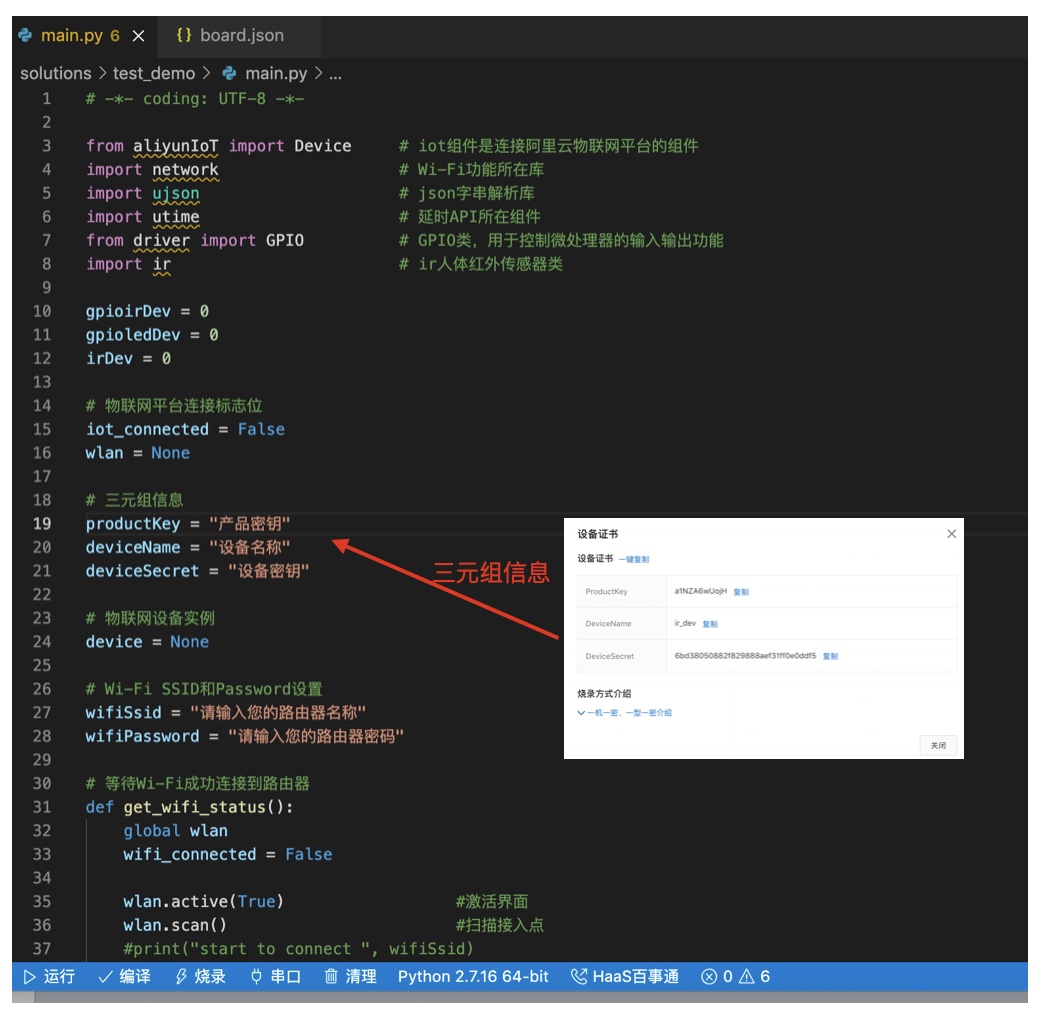 main.py 6 × {} board.json
solutions > test_demo > main.py > ...
1 # -*- coding: UTF-8 -*-
2
3 from aliyunIoT import Device # iot组件是连接阿里云物联网平台的组件
4 import network # Wi-Fi功能所在库
5 import ujson # json字串解析库
6 import utime # 延时API所在组件
7 from driver import GPIO # GPIO类，用于控制微处理器的输入输出功能
8 import ir # ir人体红外传感器类
9
10 gpioirDev = 0
11 gpioledDev = 0
12 irDev = 0
13
14 # 物联网平台连接标志位
15 iot_connected = False
16 wlan = None
17
18 # 三元组信息
19 productKey = "产品密钥"
20 deviceName = "设备名称"
21 deviceSecret = "设备密钥"
22
23 # 物联网设备实例
24 device = None
25
26 # Wi-Fi SSID和Password设置
27 wifiSsid = "请输入您的路由器名称"
28 wifiPassword = "请输入您的路由器密码"
29
30 # 等待Wi-Fi成功连接到路由器
31 def get_wifi_status():
32 global wlan
33 wifi_connected = False
34
35 wlan.active(True) #激活界面
36 wlan.scan() #扫描接入点
37 #print("start to connect ", wifiSsid)
三元组信息
设备证书 ×
设备证书 一键复制
ProductKey a1NZA6wUojH 复制
DeviceName ir_dev 复制
DeviceSecret 6bd38050882f829888aef31ff0e0ddf5 复制
烧录方式介绍
一机一密、一型一密介绍
关闭
运行 编译 烧录 串口 清理 Python 2.7.16 64-bit HaaS百事通 0 6